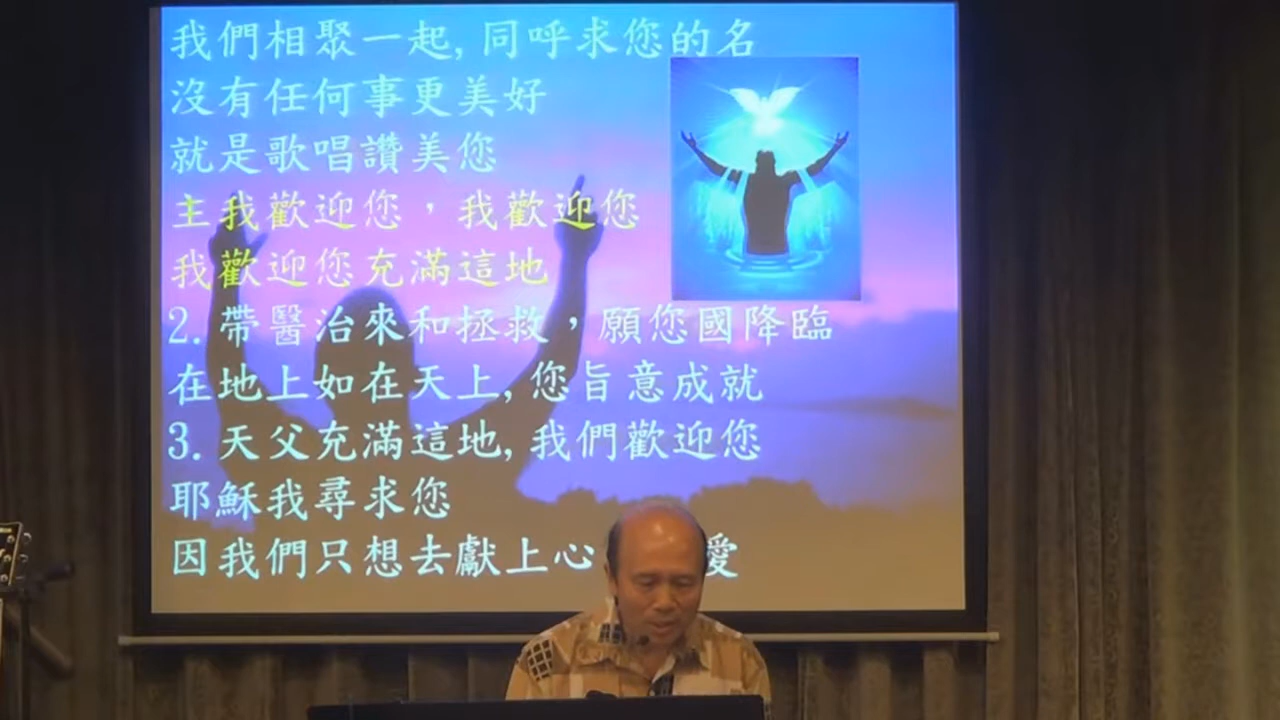 我們相聚一起,同呼求您的名
沒有任何事更美好
就是歌唱讚美您
主我歡迎您，我歡迎您
我歡迎您充滿這地
2.帶醫治來和拯救，願您國降臨
在地上如在天上,您旨意成就
3.天父充滿這地,我們歡迎您
耶穌我尋求您
因我們只想去獻上心 愛